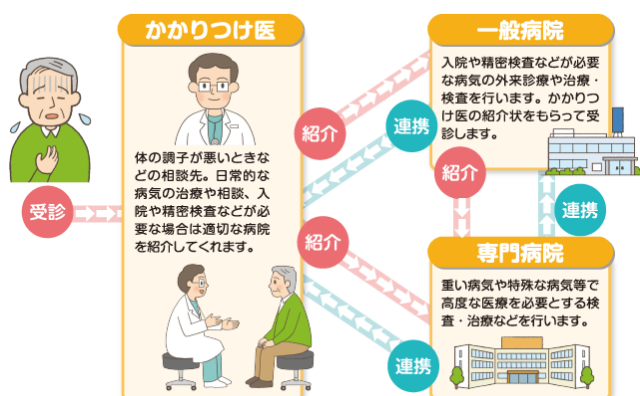 かかりつけ医
体の調子が悪いときな
どの相談先。日常的な
病気の治療や相談、入
院や精密検査などが必
要な場合は適切な病院
を紹介してくれます。
受診
紹介
連携
紹介
連携
一般病院
入院や精密検査などが必要
な病気の外来診療や治療・
検査を行います。かかりつ
け医の紹介状をもらって受
診します。
紹介
連携
専門病院
重い病気や特殊な病気等で
高度な医療を必要とする検
査・治療などを行います。